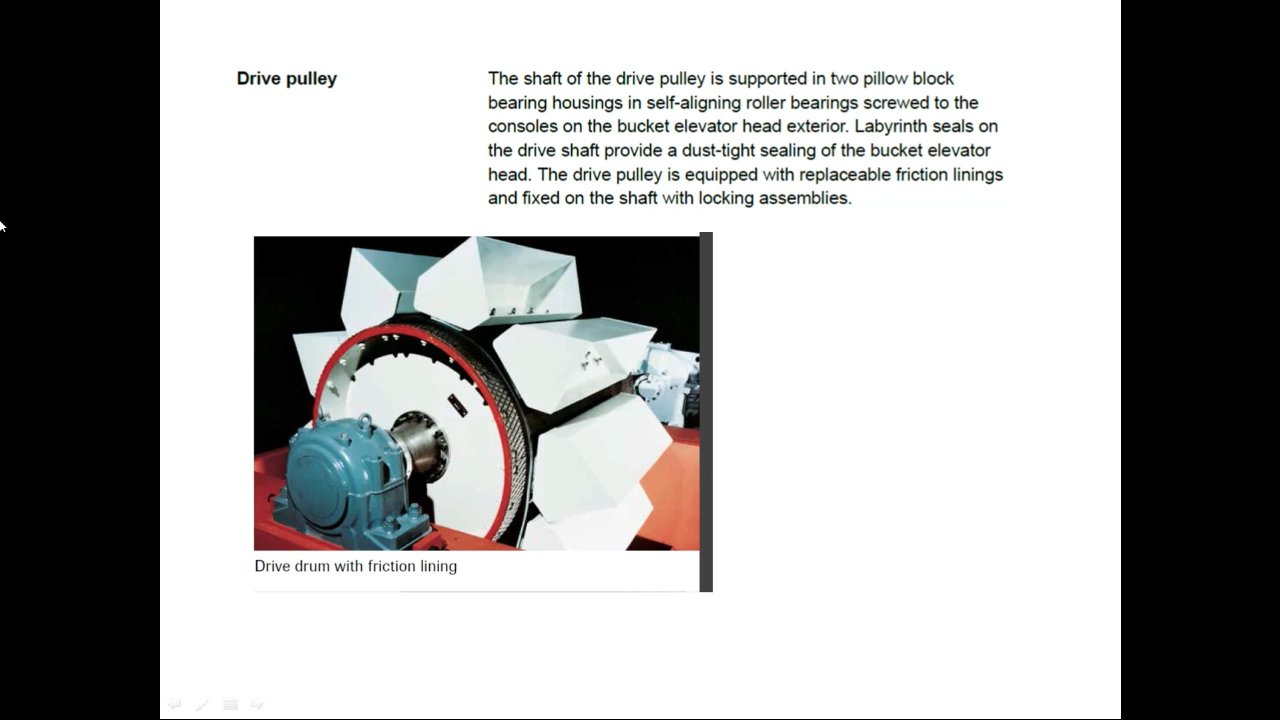 Drive pulley
The shaft of the drive pulley is supported in two pillow block
bearing housings in self-aligning roller bearings screwed to the
consoles on the bucket elevator head exterior. Labyrinth seals on
the drive shaft provide a dust-tight sealing of the bucket elevator
head. The drive pulley is equipped with replaceable friction linings
and fixed on the shaft with locking assemblies.
Drive drum with friction lining